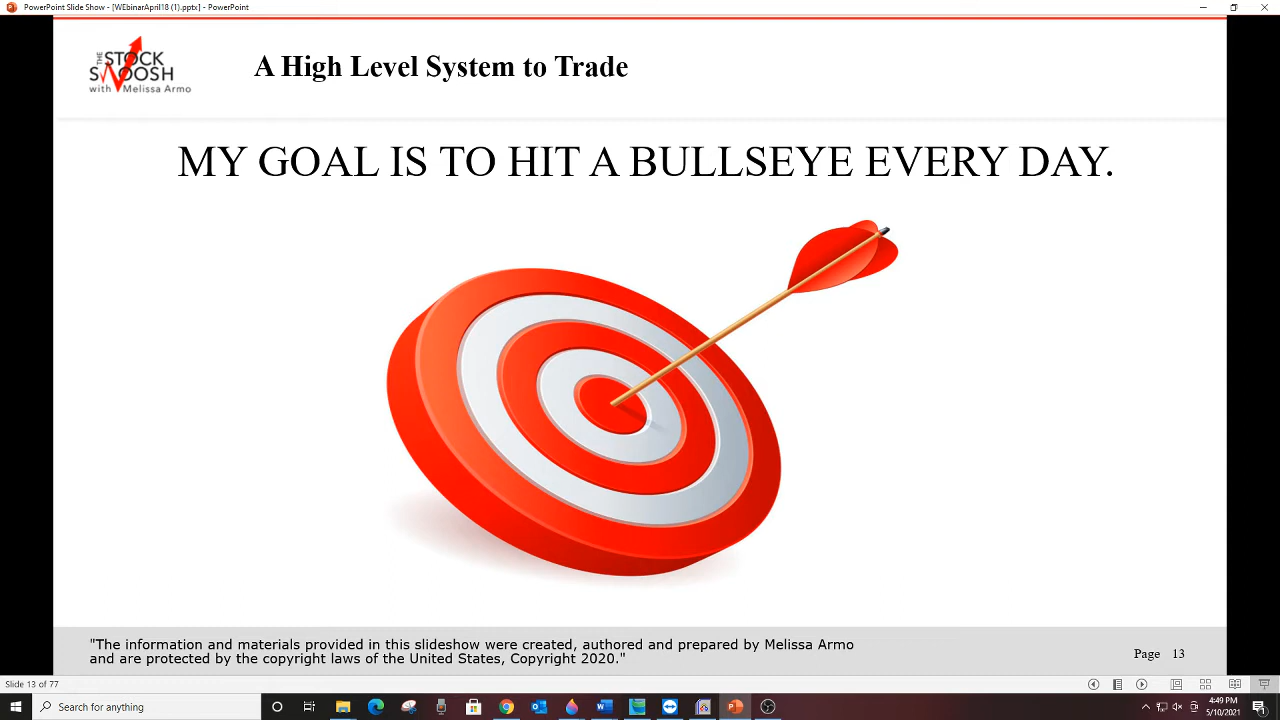 PowerPoint Slide Show - [WEbinarApril18 (1).pptx] - PowerPoint
THE STOCK
SWOOSH
with Melissa Armo
A High Level System to Trade
MY GOAL IS TO HIT A BULLSEYE EVERY DAY.
"The information and materials provided in this slideshow were created, authored and prepared by Melissa Armo
and are protected by the copyright laws of the United States, Copyright 2020."
Page 13
Slide 13 of 77
Search for anything
4:49 PM
5/10/2021